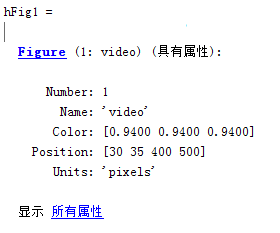 hFig1 =
Figure (1: video) (具有属性):
Number: 1
Name: 'video'
Color: [0.9400 0.9400 0.9400]
Position: [30 35 400 500]
Units: 'pixels'
显示 所有属性